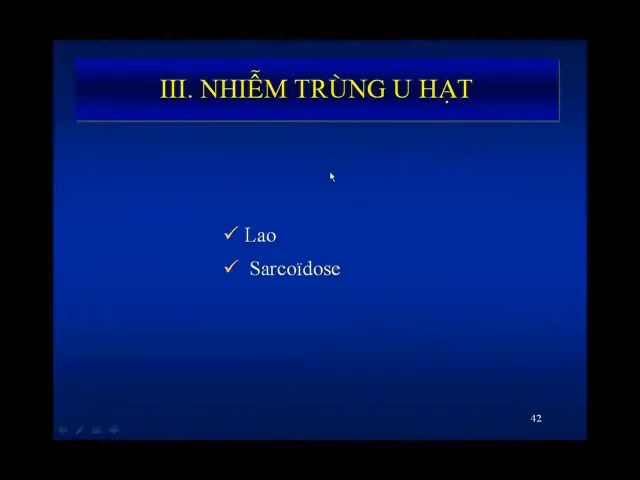 III. NHIỄM TRÙNG U HẠT
Lao
Sarcoïdose
42